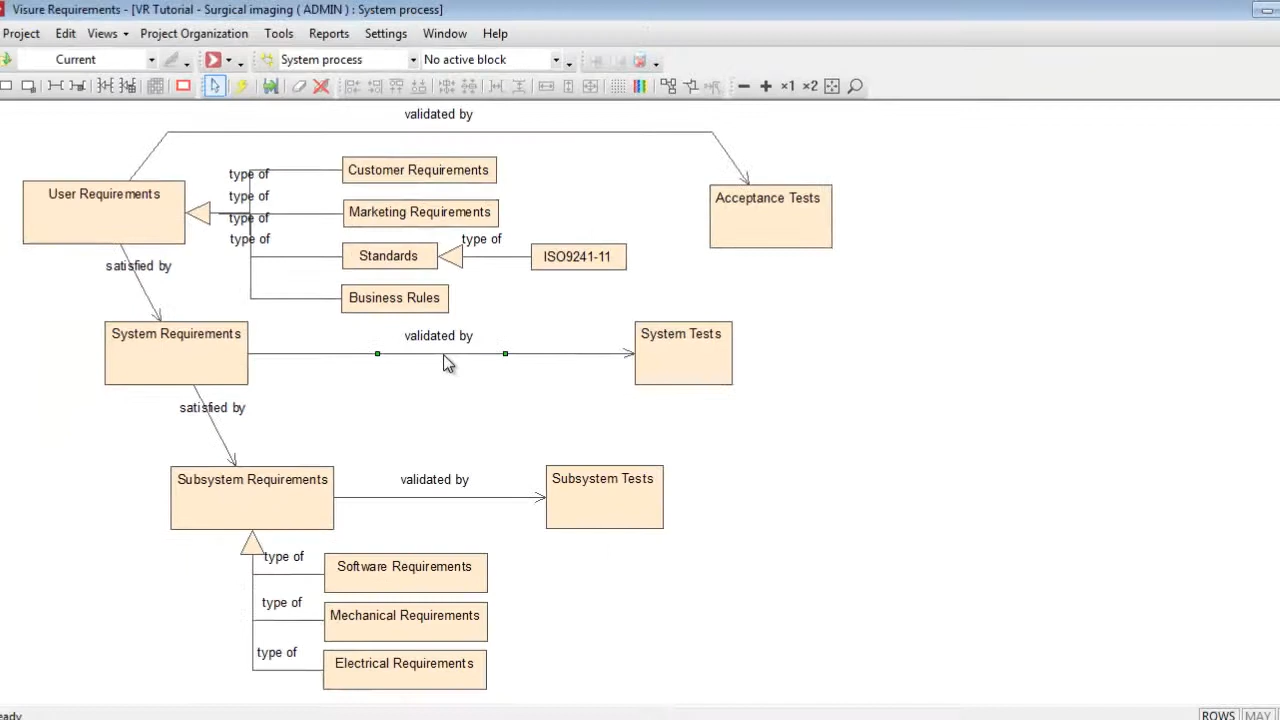 Visure Requirements - [VR Tutorial - Surgical imaging ( ADMIN ) : System process]
Project Edit Views Project Organization Tools Reports Settings Window Help
Current System process No active block
×1 ×2
validated by
User Requirements
type of
type of
type of
type of
Customer Requirements
Marketing Requirements
Standards
type of
ISO9241-11
Business Rules
Acceptance Tests
satisfied by
System Requirements
validated by
System Tests
satisfied by
Subsystem Requirements
validated by
Subsystem Tests
type of
Software Requirements
type of
Mechanical Requirements
type of
Electrical Requirements
eady
ROWS MAY